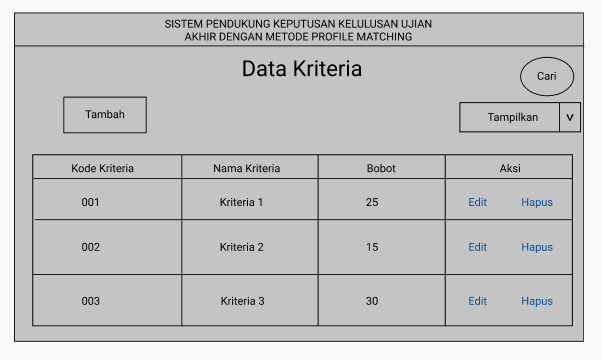 SISTEM PENDUKUNG KEPUTUSAN KELULUSAN UJIAN
AKHIR DENGAN METODE PROFILE MATCHING
Data Kriteria
Cari
Tambah
Tampilkan V
Kode Kriteria Nama Kriteria Bobot Aksi
001 Kriteria 1 25 Edit Hapus
002 Kriteria 2 15 Edit Hapus
003 Kriteria 3 30 Edit Hapus